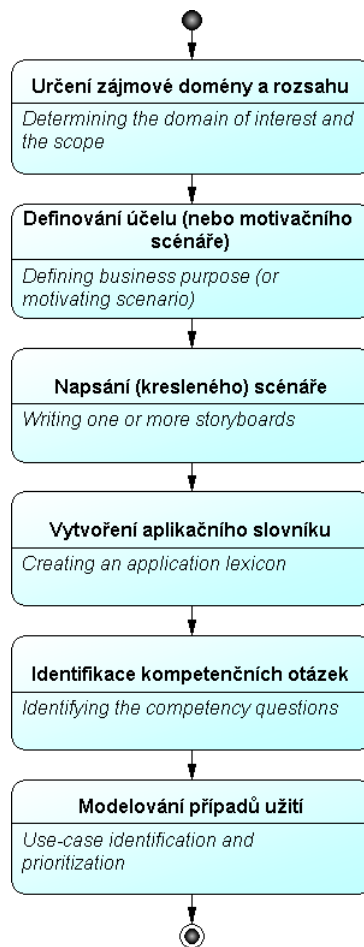 Určení zájmové domény a rozsahu
Determining the domain of interest and
the scope
Definování účelu (nebo motivačního
scénáře)
Defining business purpose (or
motivating scenario)
Napsání (kresleného) scénáře
Writing one or more storyboards
Vytvoření aplikačního slovníku
Creating an application lexicon
Identifikace kompetenčních otázek
Identifying the competency questions
Modelování případů užití
Use-case identification and
prioritization